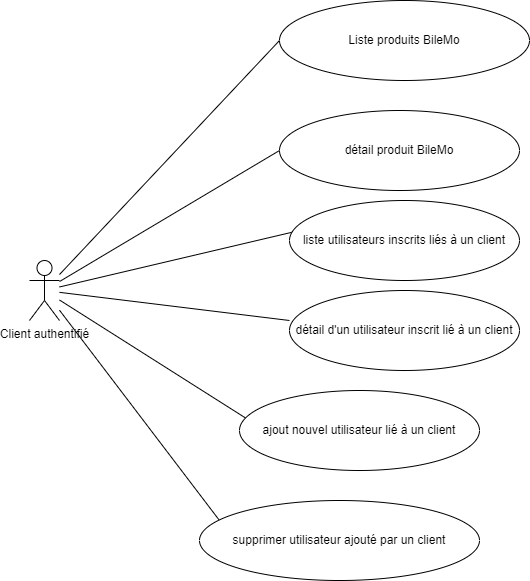 Liste produits BileMo
détail produit BileMo
liste utilisateurs inscrits liés à un client
détail d'un utilisateur inscrit lié à un client
Client authentifié
ajout nouvel utilisateur lié à un client
supprimer utilisateur ajouté par un client